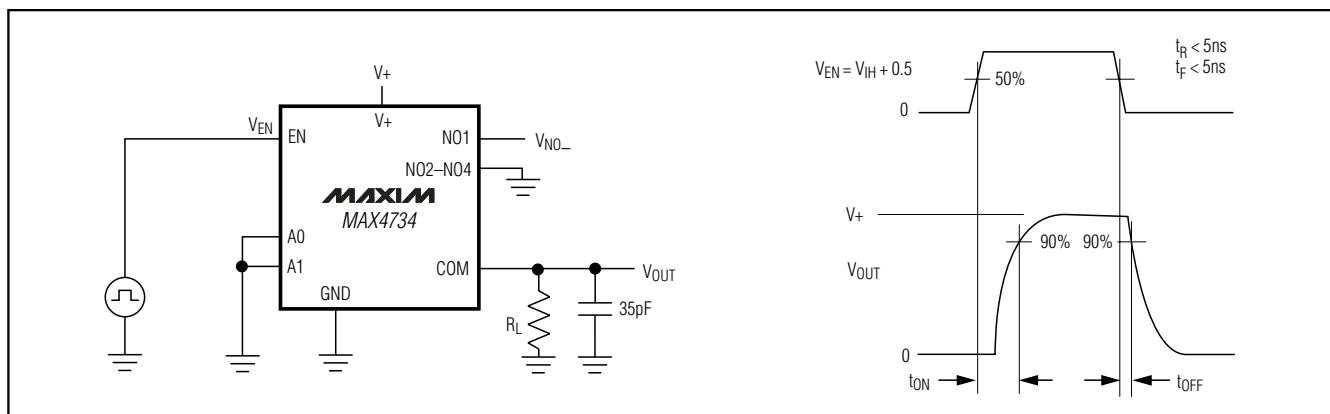 V+
V+
VEN
EN
NO1
VNO_
NO2–NO4
MAXIM
MAX4734
A0
A1
COM
VOUT
GND
RL
35pF
VEN = VIH + 0.5
50%
0
tR < 5ns
tF < 5ns
V+
90%
90%
VOUT
0
tON
tOFF